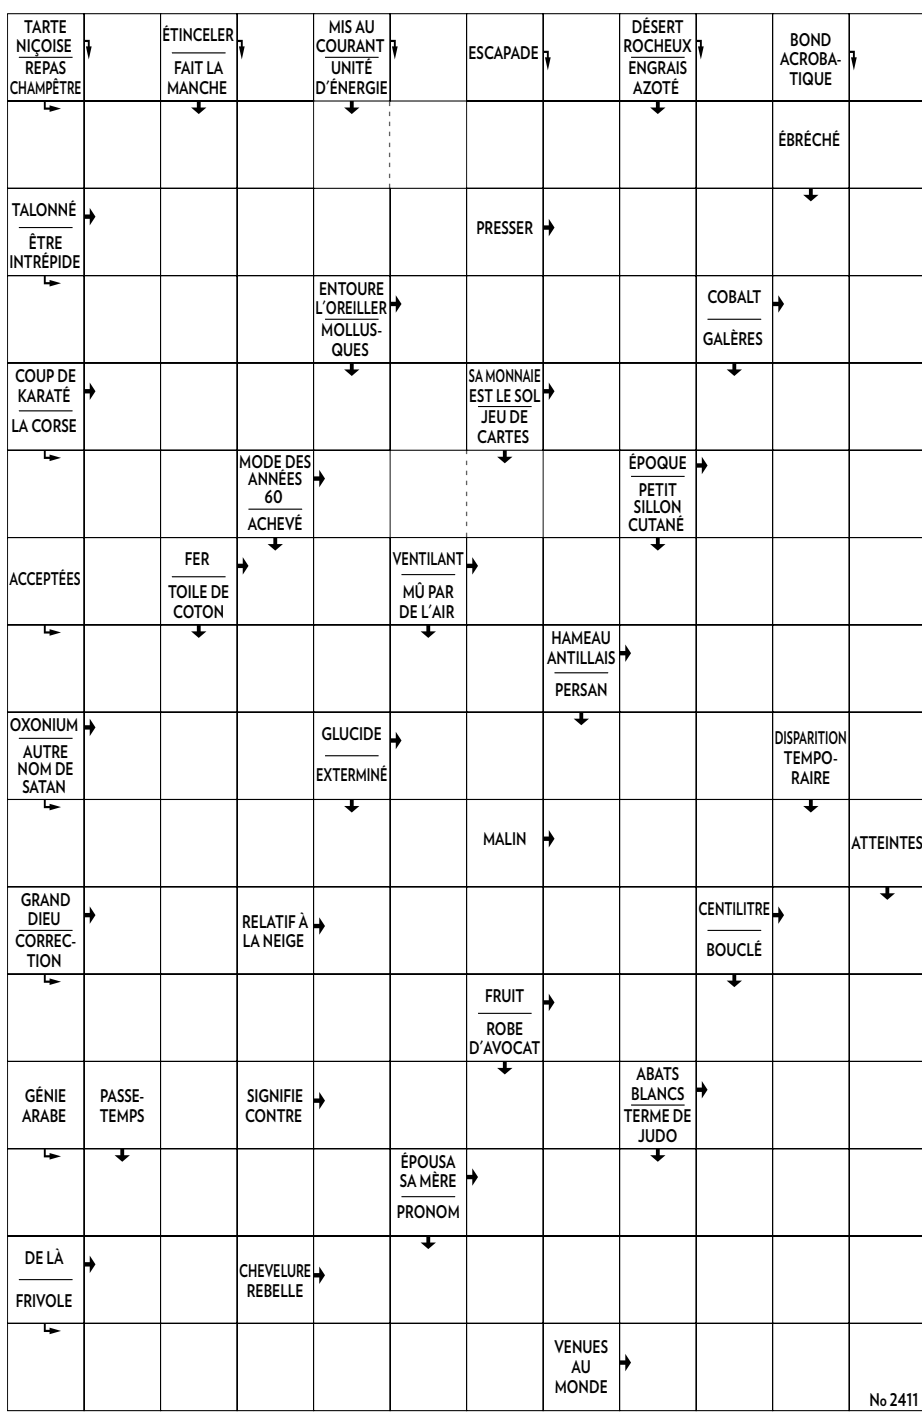 TARTE
NIÇOISE
REPAS
CHAMPÊTRE
ÉTINCELER
FAIT LA
MANCHE
MIS AU
COURANT
UNITÉ
D'ÉNERGIE
ESCAPADE
DÉSERT
ROCHEUX
ENGRAIS
AZOTÉ
BOND
ACROBA-
TIQUE
ÉBRÉCHÉ
TALONNÉ
ÊTRE
INTRÉPIDE
PRESSER
ENTOURE
L'OREILLER
MOLLUS-
QUES
COBALT
GALÈRES
COUP DE
KARATÉ
LA CORSE
SA MONNAIE
EST LE SOL
JEU DE
CARTES
MODE DES
ANNÉES
60
ACHEVÉ
ÉPOQUE
PETIT
SILLON
CUTANÉ
ACCEPTÉES
FER
TOILE DE
COTON
VENTILANT
MÛ PAR
DE L'AIR
HAMEAU
ANTILLAIS
PERSAN
OXONIUM
AUTRE
NOM DE
SATAN
GLUCIDE
EXTERMINÉ
DISPARITION
TEMPO-
RAIRE
MALIN
ATTEINTES
GRAND
DIEU
CORREC-
TION
RELATIF À
LA NEIGE
CENTILITRE
BOUCLÉ
FRUIT
ROBE
D'AVOCAT
GÉNIE
ARABE
PASSE-
TEMPS
SIGNIFIE
CONTRE
ABATS
BLANCS
TERME DE
JUDO
ÉPOUSA
SA MÈRE
PRONOM
DE LÀ
FRIVOLE
CHEVELURE
REBELLE
VENUES
AU
MONDE
No 2411